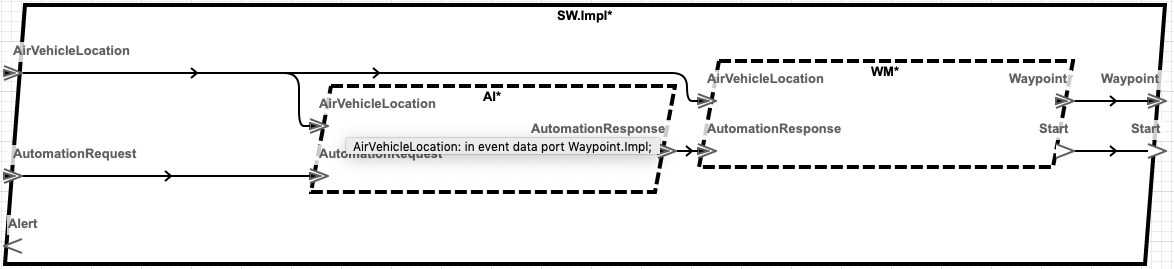 SW.Impl*
AirVehicleLocation
AirVehicleLocation
WM*
Waypoint
Waypoint
AirVehicleLocation
AI*
AutomationResponse
AutomationResponse
Start
Start
AirVehicleLocation: in event data port Waypoint.Impl;
AutomationRequest
AutomationRequest
Alert